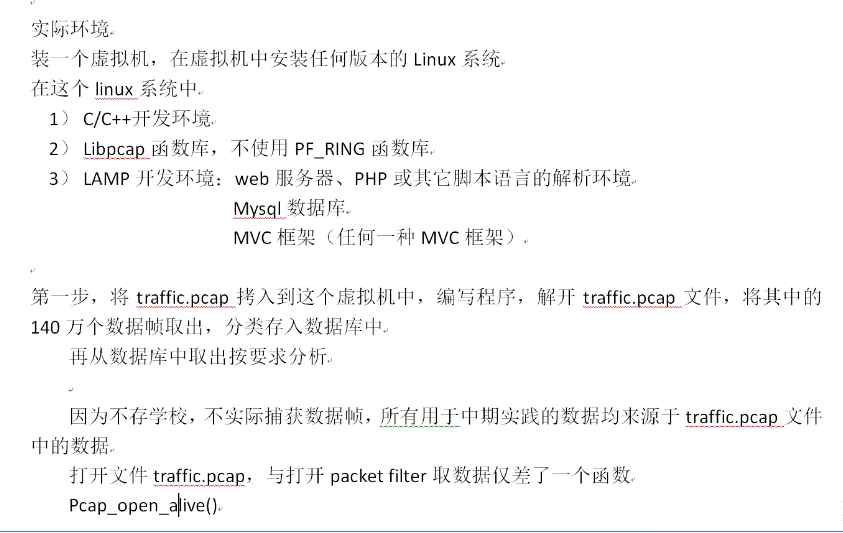 实际环境
装一个虚拟机，在虚拟机中安装任何版本的 Linux 系统
在这个 linux 系统中
1） C/C++开发环境
2） Libpcap 函数库，不使用 PF_RING 函数库
3） LAMP 开发环境：web 服务器、PHP 或其它脚本语言的解析环境
Mysql 数据库
MVC 框架（任何一种 MVC 框架）
第一步，将 traffic.pcap 拷入到这个虚拟机中，编写程序，解开 traffic.pcap 文件，将其中的
140 万个数据帧取出，分类存入数据库中
再从数据库中取出按要求分析
因为不存学校，不实际捕获数据帧，所有用于中期实践的数据均来源于 traffic.pcap 文件
中的数据
打开文件 traffic.pcap，与打开 packet filter 取数据仅差了一个函数
Pcap_open_alive()